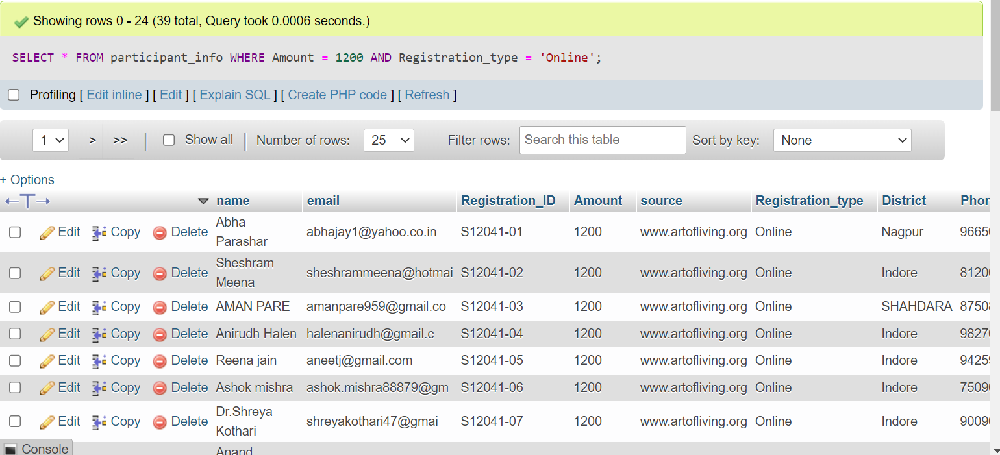 Showing rows 0 - 24 (39 total, Query took 0.0006 seconds.)
SELECT * FROM participant_info WHERE Amount = 1200 AND Registration_type = 'Online';
Profiling [ Edit inline ] [ Edit ] [ Explain SQL ] [ Create PHP code ] [ Refresh ]
1 > >> | Show all | Number of rows: 25 Filter rows: Search this table Sort by key: None
+ Options
←T→ name email Registration_ID Amount source Registration_type District Phor
Edit Copy Delete Abha Parashar abhajay1@yahoo.co.in S12041-01 1200 www.artofliving.org Online Nagpur 9665
Edit Copy Delete Sheshram Meena sheshrammeena@hotmai S12041-02 1200 www.artofliving.org Online Indore 8120
Edit Copy Delete AMAN PARE amanpare959@gmail.co S12041-03 1200 www.artofliving.org Online SHAHDARA 8750
Edit Copy Delete Anirudh Halen halenanirudh@gmail.c S12041-04 1200 www.artofliving.org Online Indore 9827
Edit Copy Delete Reena jain aneetj@gmail.com S12041-05 1200 www.artofliving.org Online Indore 9425
Edit Copy Delete Ashok mishra ashok.mishra88879@gm S12041-06 1200 www.artofliving.org Online Indore 7509
Edit Copy Delete Dr.Shreya Kothari shreyakothari47@gmai S12041-07 1200 www.artofliving.org Online Indore 9009
Console Anand